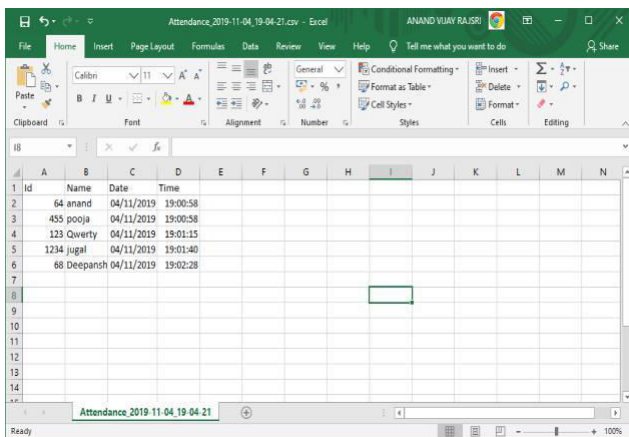 Attendance_2019-11-04_19-04-21.csv - Excel
ANAND VIJAY RAJSRI
File Home Insert Page Layout Formulas Data Review View Help Tell me what you want to do Share
Paste
Calibri 11 A A
B I U A
General
% ,
Conditional Formatting
Format as Table
Cell Styles
Insert
Delete
Format
Clipboard Font Alignment Number Styles Cells Editing
I8 fx
A B C D E F G H I J K L M N
1 Id Name Date Time
2 64 anand 04/11/2019 19:00:58
3 455 pooja 04/11/2019 19:00:58
4 123 Qwerty 04/11/2019 19:01:15
5 1234 jugal 04/11/2019 19:01:40
6 68 Deepansh 04/11/2019 19:02:28
7
8
9
10
11
12
13
14
Attendance_2019-11-04_19-04-21
Ready 100%